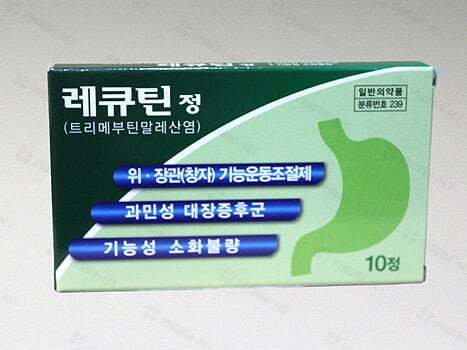 레큐틴 정
(트리메부틴말레산염)
일반의약품
분류번호 239
위 · 장관(창자) 기능운동조절제
과민성 대장증후군
기능성 소화불량
10정